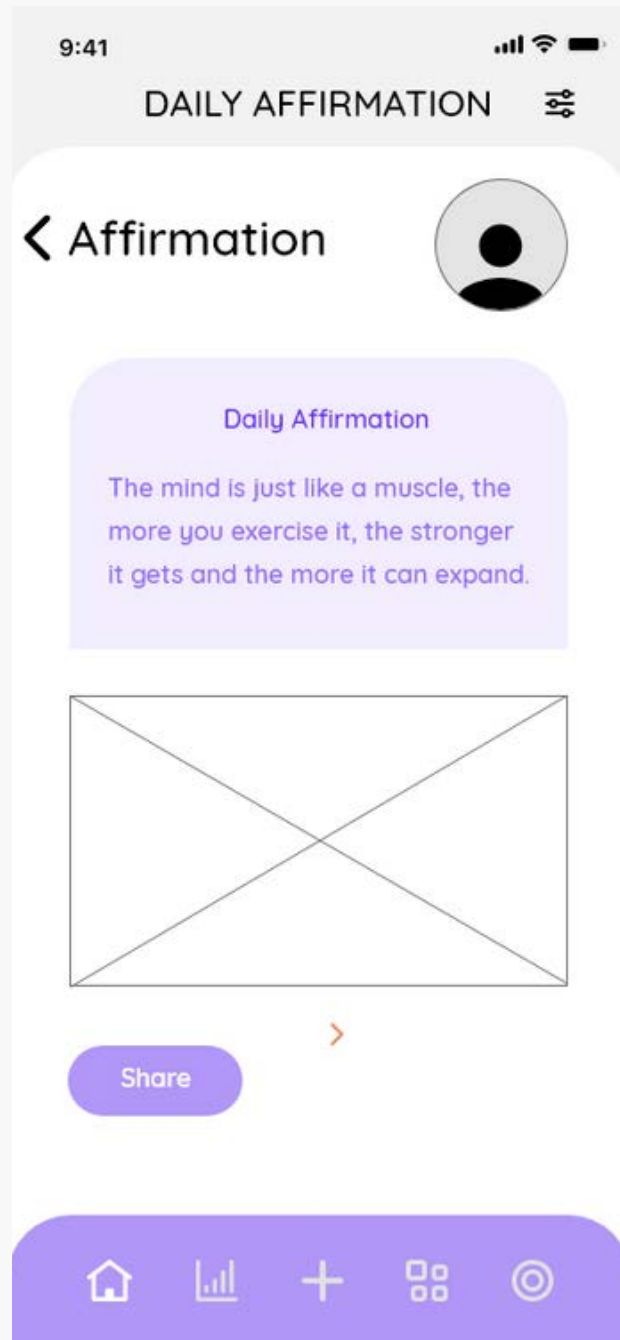 9:41
DAILY AFFIRMATION
Affirmation
Daily Affirmation
The mind is just like a muscle, the
more you exercise it, the stronger
it gets and the more it can expand.
Share